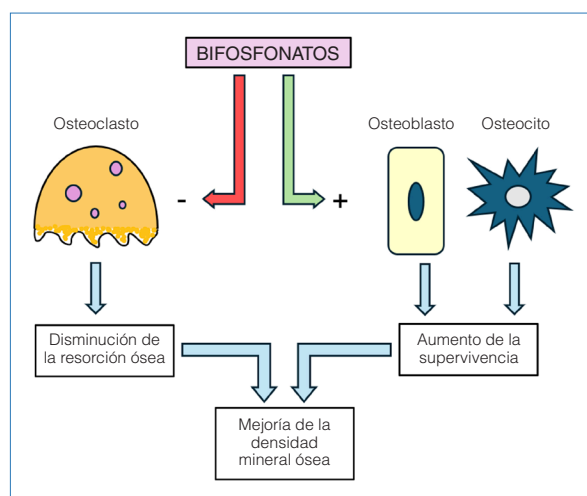 BIFOSFONATOS
Osteoclasto
Osteoblasto
Osteocito
-
+
Disminución de
la resorción ósea
Aumento de la
supervivencia
Mejoría de la
densidad
mineral ósea